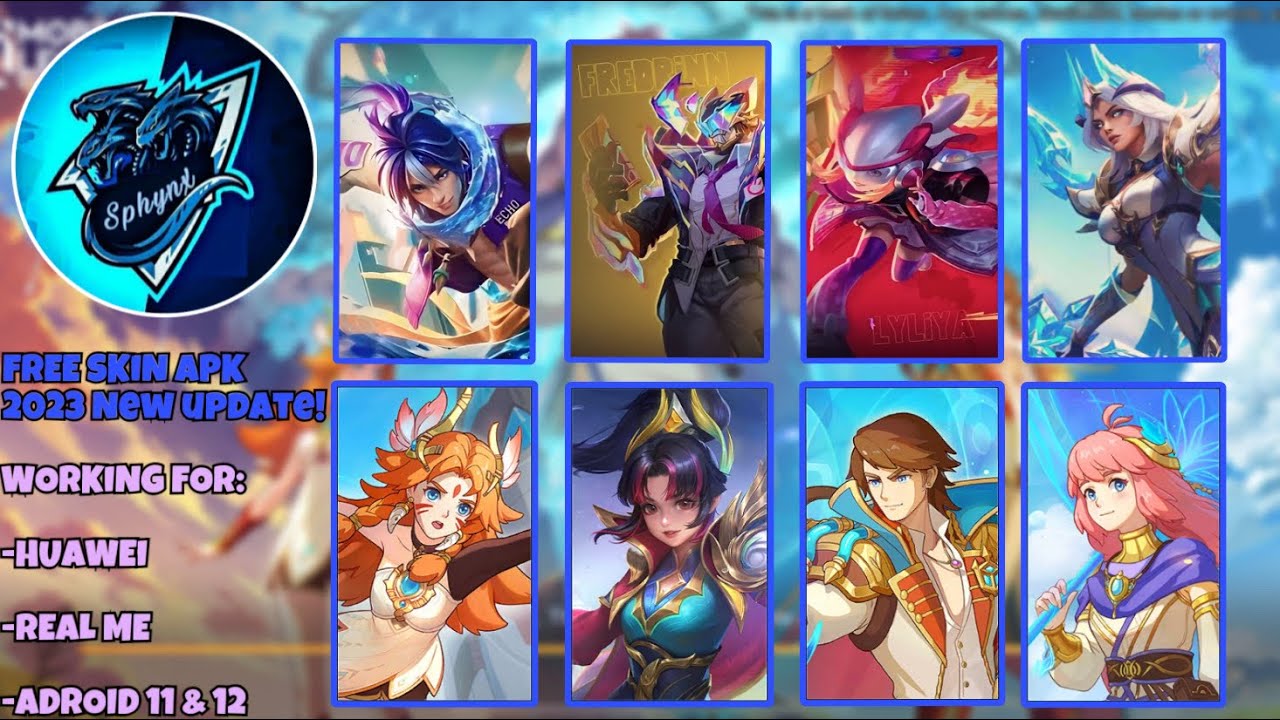 Sphynx
FREE SKIN APK
2023 New update!
WORKING FOR:
-HUAWEI
-REAL ME
-ADROID 11 & 12
ECHO
FREDRiNN
LYLiYA